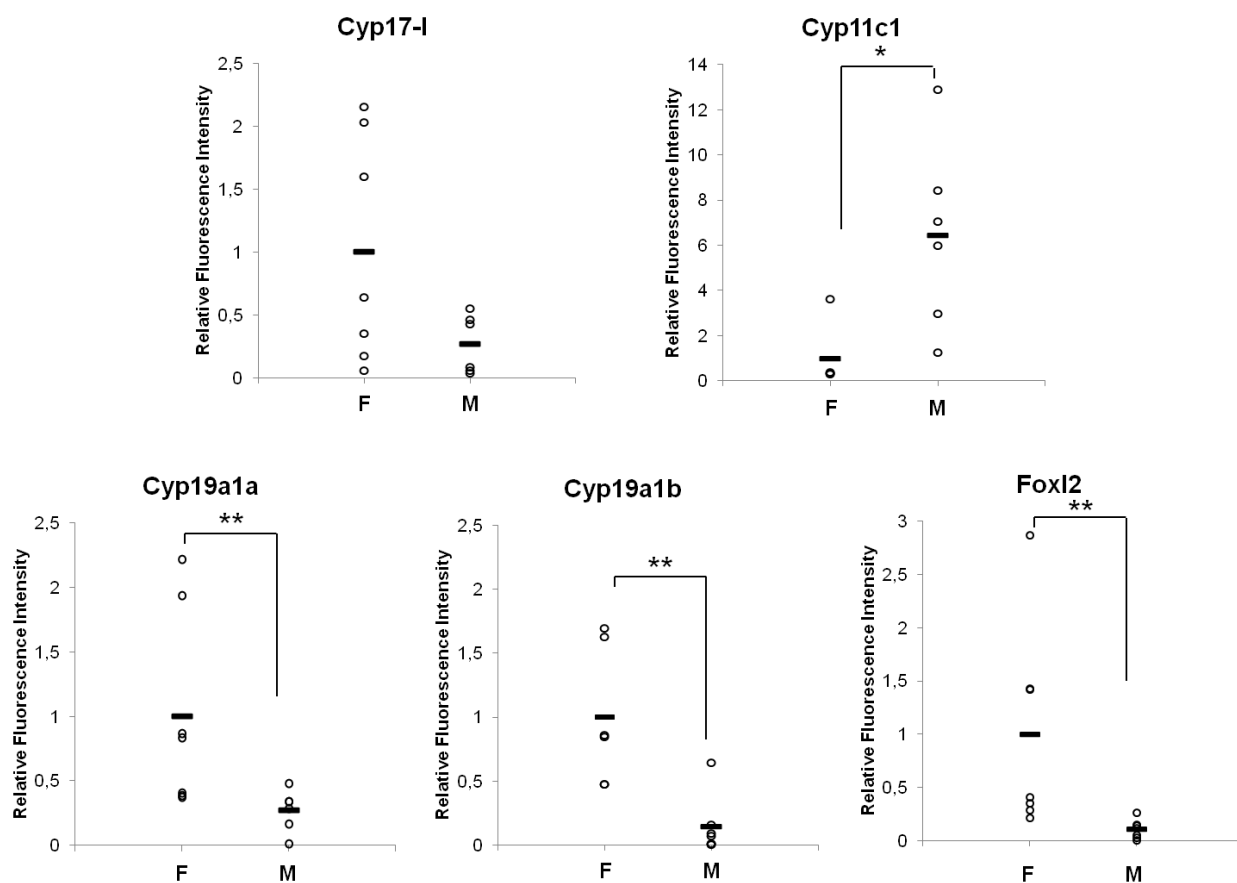 Cyp17-I
Relative Fluorescence Intensity
2,5
2
1,5
1
0,5
0
F M
Cyp11c1
*
Relative Fluorescence Intensity
14
12
10
8
6
4
2
0
F M
Cyp19a1a
**
Relative Fluorescence Intensity
2,5
2
1,5
1
0,5
0
F M
Cyp19a1b
**
Relative Fluorescence Intensity
2,5
2
1,5
1
0,5
0
F M
Foxl2
**
Relative Fluorescence Intensity
3
2,5
2
1,5
1
0,5
0
F M